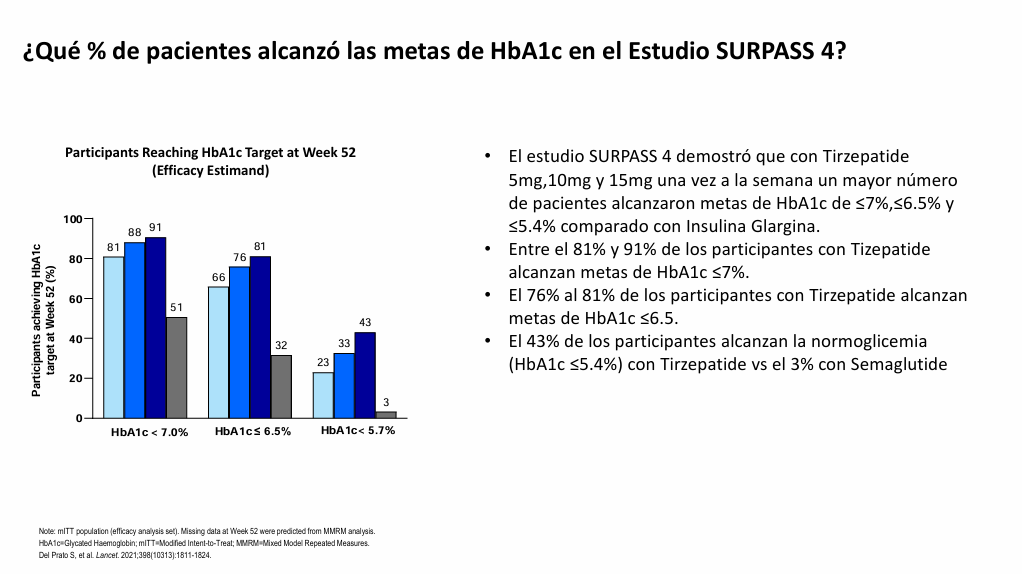 ¿Qué % de pacientes alcanzó las metas de HbA1c en el Estudio SURPASS 4?
Participants Reaching HbA1c Target at Week 52
(Efficacy Estimand)
Participants achieving HbA1c
target at Week 52 (%)
100
80
60
40
20
0
81
88
91
51
66
76
81
32
23
33
43
3
HbA1c < 7.0%
HbA1c ≤ 6.5%
HbA1c < 5.7%
• El estudio SURPASS 4 demostró que con Tirzepatide
5mg,10mg y 15mg una vez a la semana un mayor número
de pacientes alcanzaron metas de HbA1c de ≤7%,≤6.5% y
≤5.4% comparado con Insulina Glargina.
• Entre el 81% y 91% de los participantes con Tizepatide
alcanzan metas de HbA1c ≤7%.
• El 76% al 81% de los participantes con Tirzepatide alcanzan
metas de HbA1c ≤6.5.
• El 43% de los participantes alcanzan la normoglicemia
(HbA1c ≤5.4%) con Tirzepatide vs el 3% con Semaglutide
Note: mITT population (efficacy analysis set). Missing data at Week 52 were predicted from MMRM analysis.
HbA1c=Glycated Haemoglobin; mITT=Modified Intent-to-Treat; MMRM=Mixed Model Repeated Measures.
Del Prato S, et al. Lancet. 2021;398(10313):1811-1824.